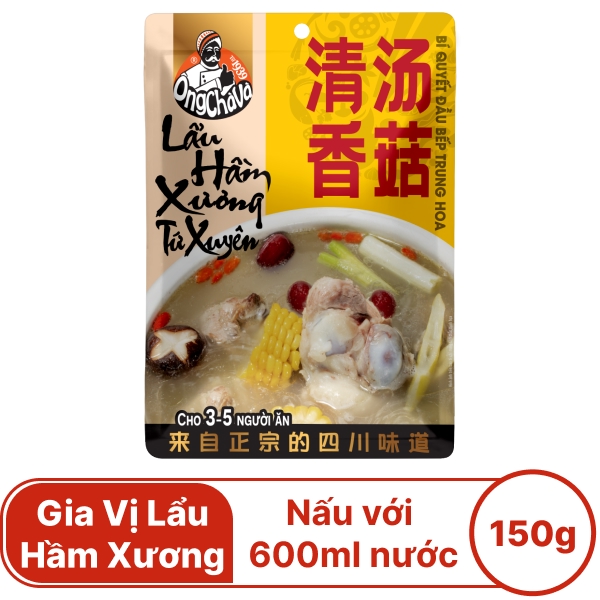 OngChàVà
® 1939
Lẩu
Hầm
Xương
Tứ Xuyên
清汤
香菇
BÍ QUYẾT ĐẦU BẾP TRUNG HOA
CHO 3-5 NGƯỜI ĂN
来自正宗的四川味道
Gia Vị Lẩu
Hầm Xương
Nấu với
600ml nước
150g